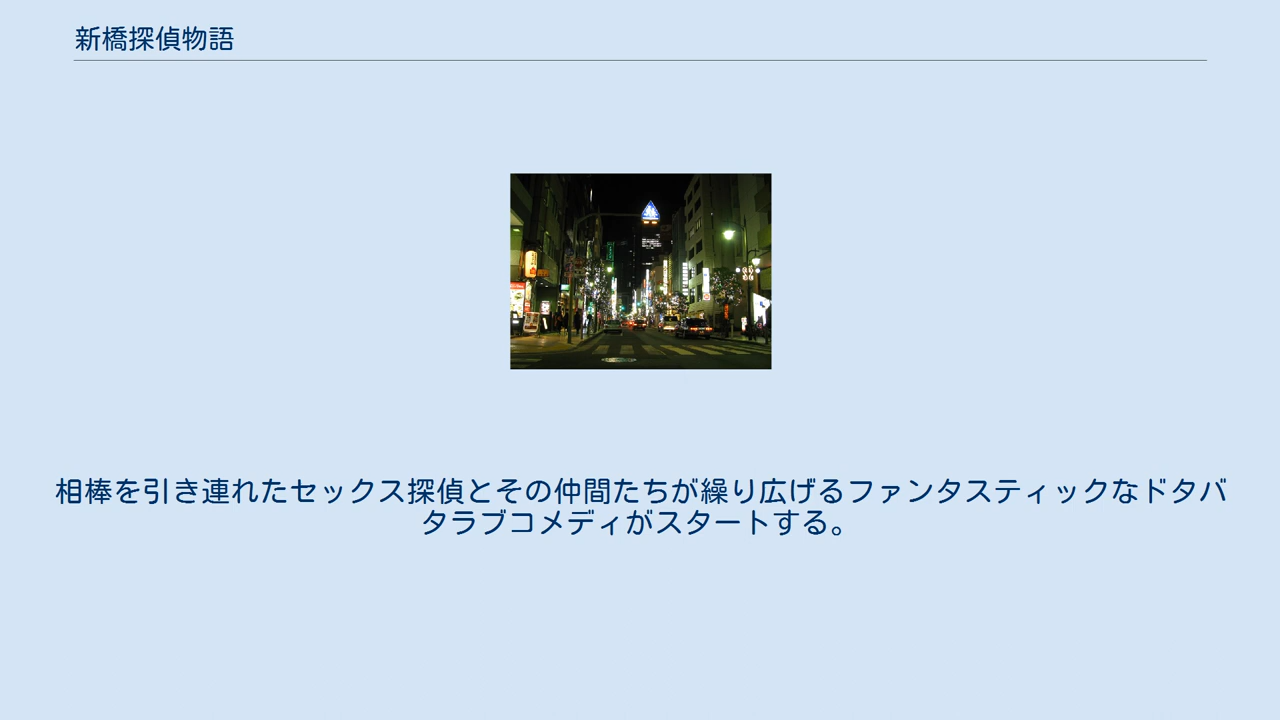 新橋探偵物語
相棒を引き連れたセックス探偵とその仲間たちが繰り広げるファンタスティックなドタバ
タラブコメディがスタートする。